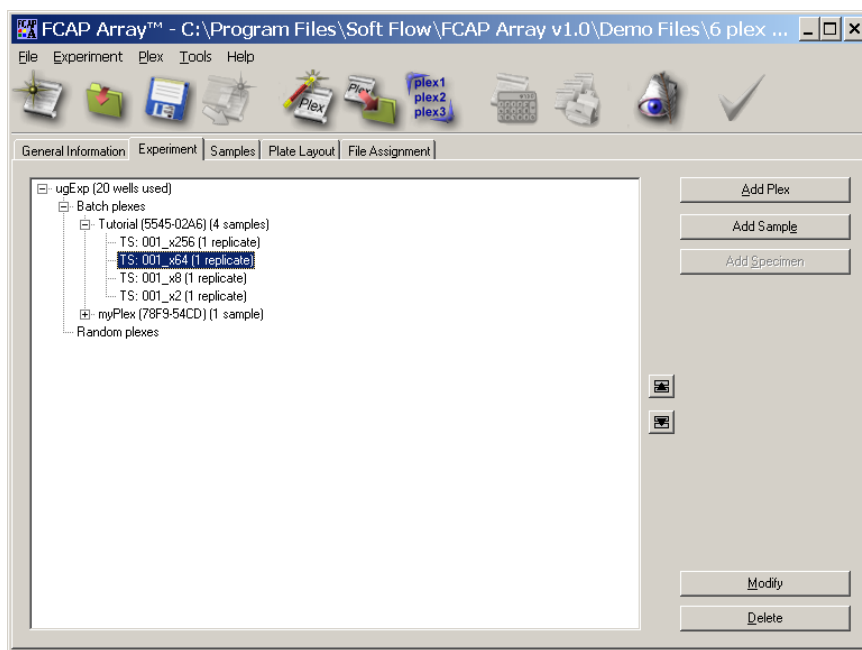 FCAP Array™ - C:\Program Files\Soft Flow\FCAP Array v1.0\Demo Files\6 plex ...
File Experiment Plex Tools Help
Plex Plex plex1
plex2
plex3
General Information Experiment Samples Plate Layout File Assignment
ugExp (20 wells used)
Batch plexes
Tutorial (5545-02A6) (4 samples)
TS: 001_x256 (1 replicate)
TS: 001_x64 (1 replicate)
TS: 001_x8 (1 replicate)
TS: 001_x2 (1 replicate)
myPlex (78F9-54CD) (1 sample)
Random plexes
Add Plex
Add Sample
Add Specimen
Modify
Delete